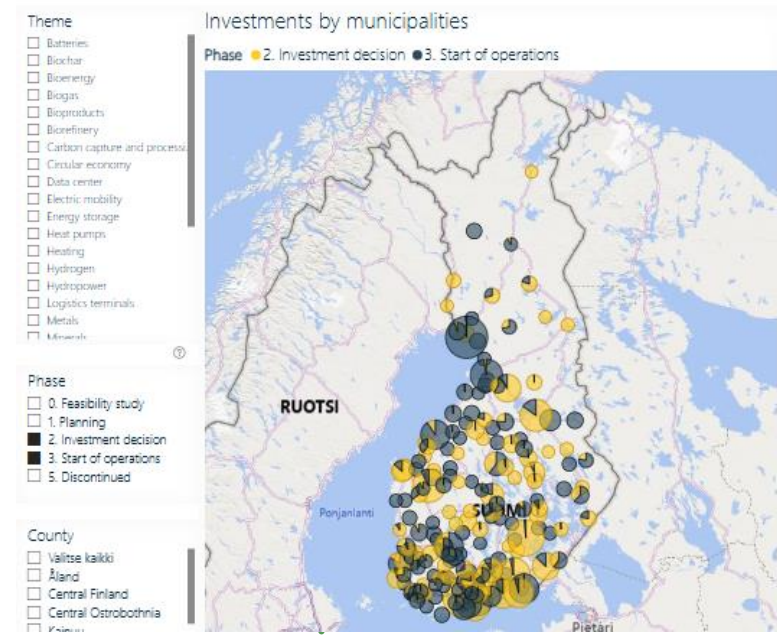 Theme
Batteries
Biochar
Bioenergy
Biogas
Bioproducts
Biorefinery
Carbon capture and processi.
Circular economy
Data center
Electric mobility
Energy storage
Heat pumps
Heating
Hydrogen
Hydropower
Logistics terminals
Metals
Minerals
Phase
0. Feasibility study
1. Planning
2. Investment decision
3. Start of operations
5. Discontinued
County
Valitse kaikki
Åland
Central Finland
Central Ostrobothnia
Kainuu
Investments by municipalities
Phase 2. Investment decision 3. Start of operations
RUOTSI
Pohjanlahti
SUOMI
Pietari